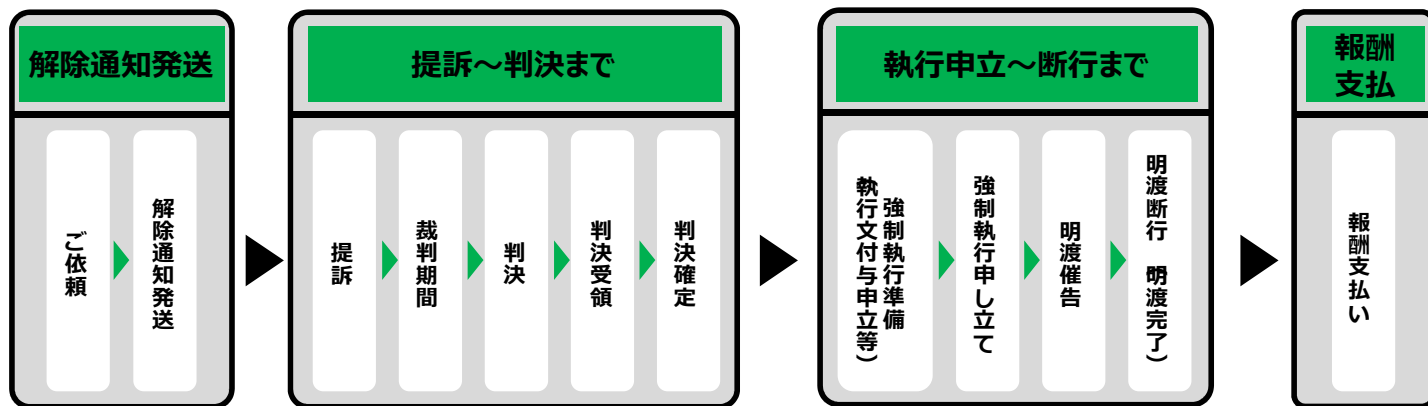 解除通知発送
ご依頼
解除通知発送
提訴～判決まで
提訴
裁判期間
判決
判決受領
判決確定
執行申立～断行まで
強制執行準備
執行文付与申立等）
強制執行申し立て
明渡催告
明渡断行　明渡完了）
報酬
支払
報酬支払い